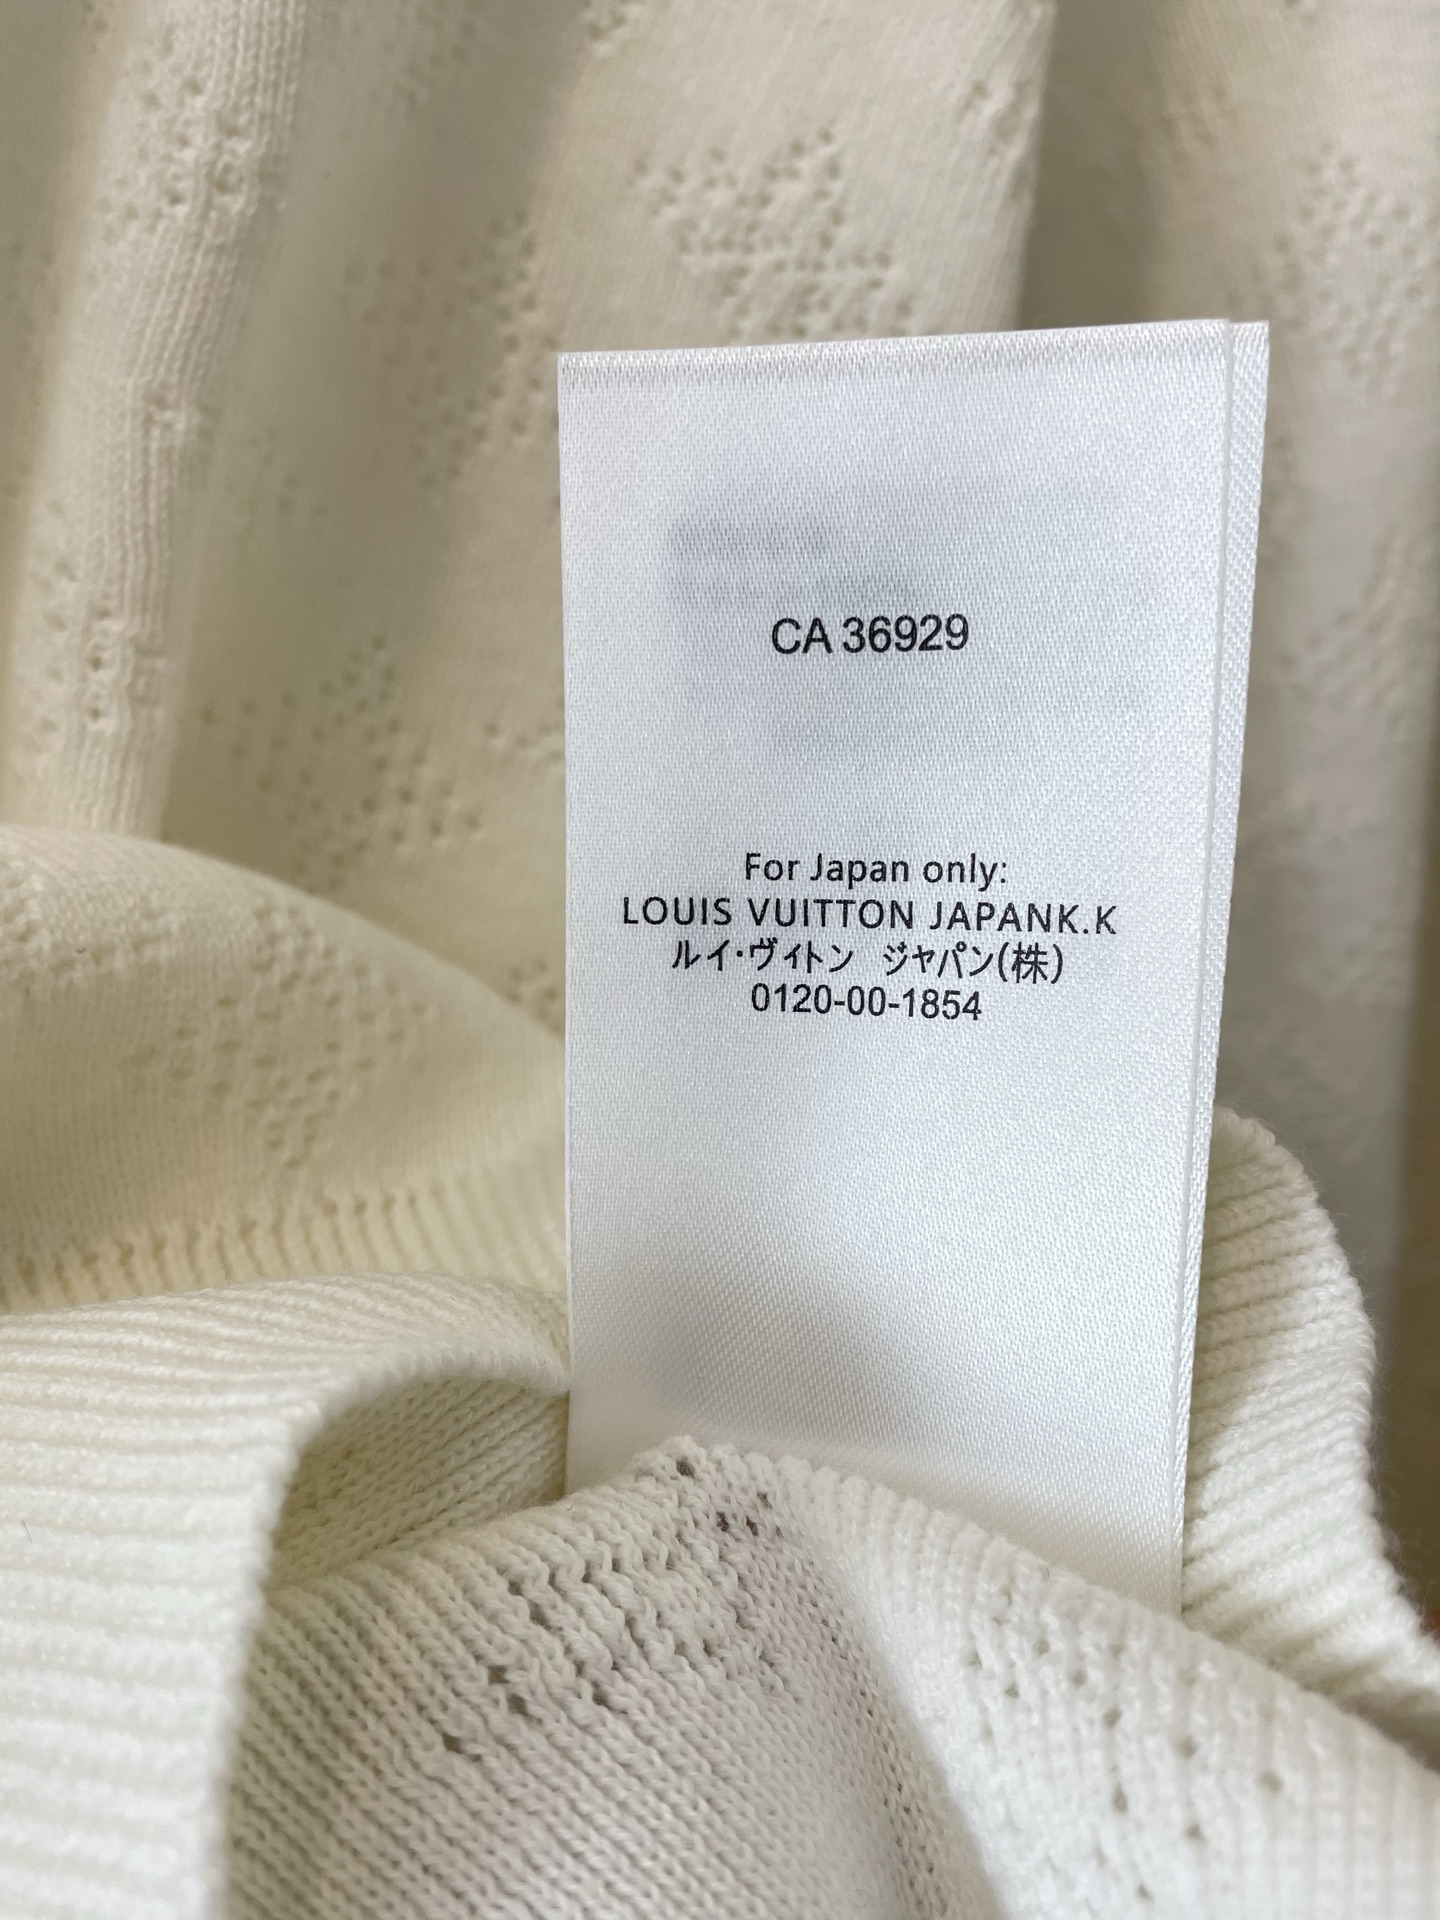 CA 36929
For Japan only:
LOUIS VUITTON JAPANK.K
ルイ・ヴィトン ジャパン(株)
0120-00-1854